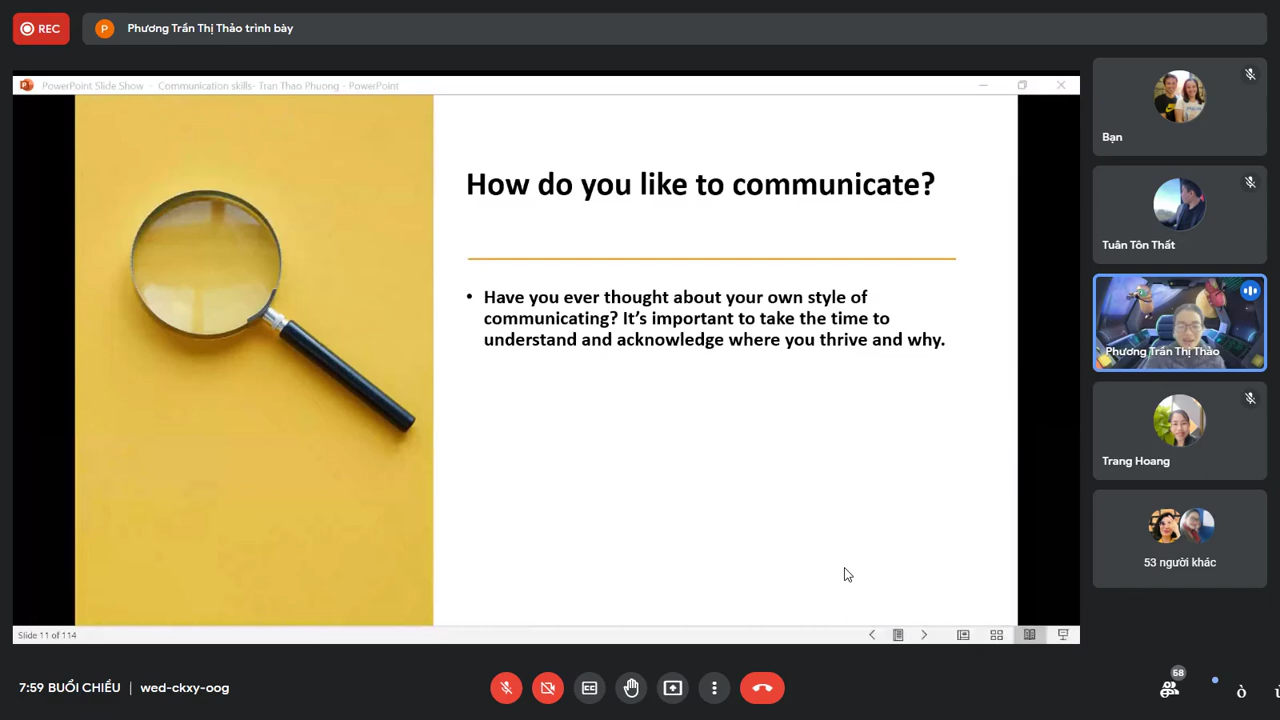 REC
P
Phương Trần Thị Thảo trình bày
PowerPoint Slide Show - Communication skills- Tran Thao Phuong - PowerPoint
How do you like to communicate?
• Have you ever thought about your own style of
communicating? It's important to take the time to
understand and acknowledge where you thrive and why.
Slide 11 of 114
Bạn
Tuân Tôn Thất
Phương Trần Thị Thảo
Trang Hoang
53 người khác
7:59 BUỔI CHIỀU
wed-ckxy-oog
CC
58